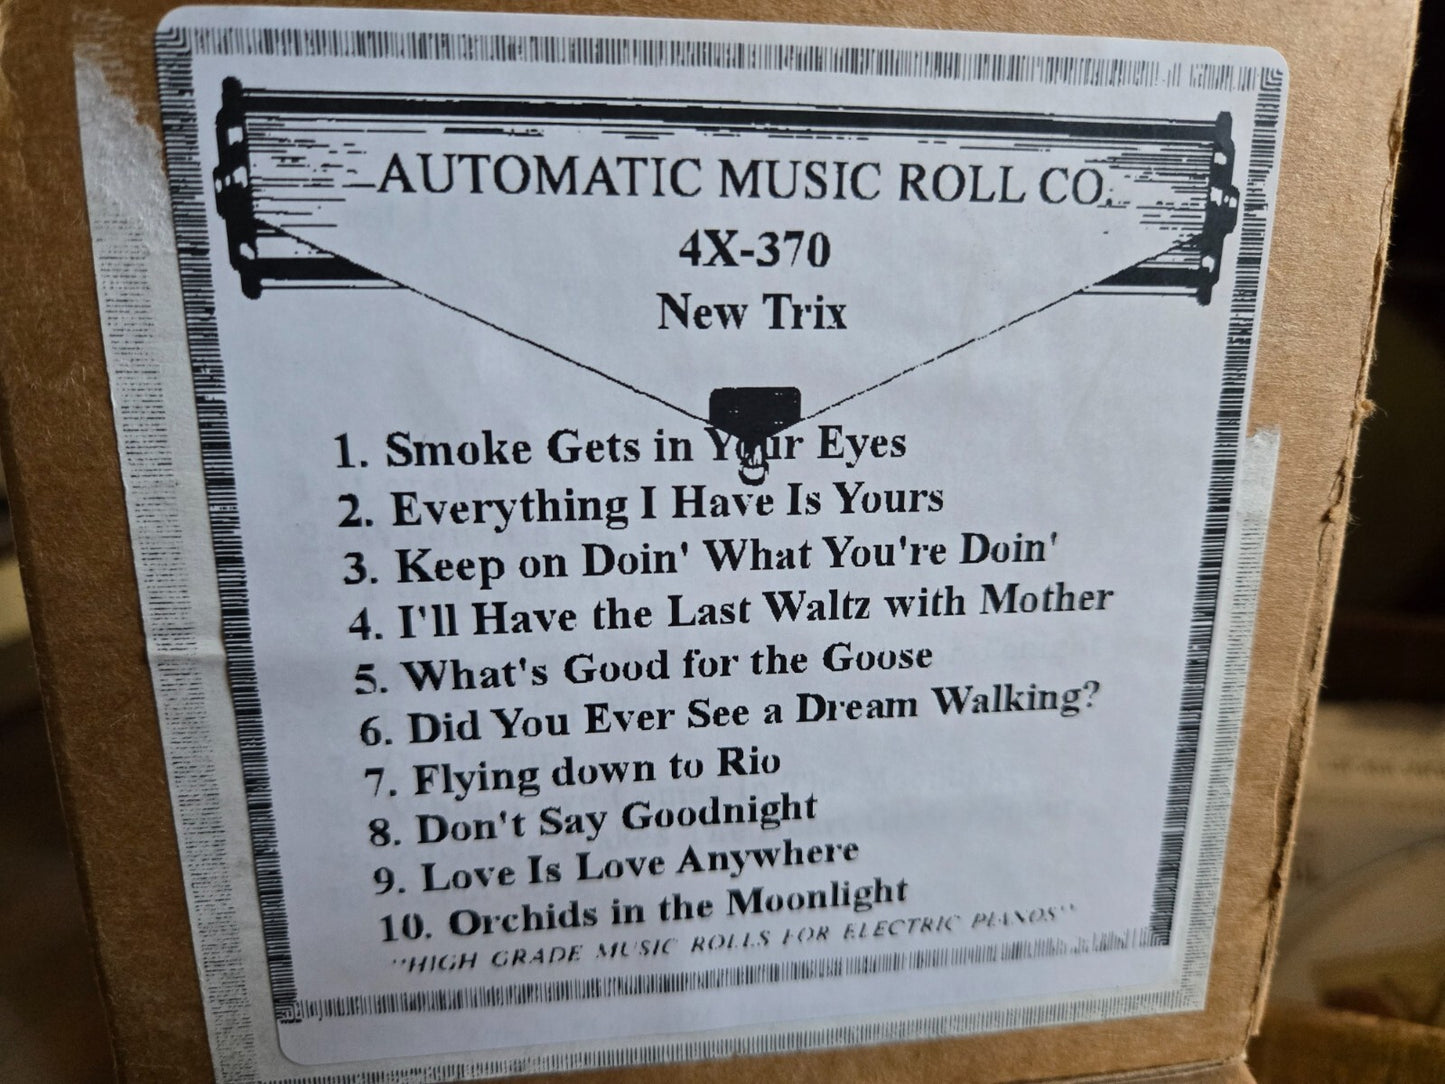 AUTOMATIC MUSIC ROLL CO.
4X-370
New Trix
1. Smoke Gets in Your Eyes
2. Everything I Have Is Yours
3. Keep on Doin' What You're Doin'
4. I'll Have the Last Waltz with Mother
5. What's Good for the Goose
6. Did You Ever See a Dream Walking?
7. Flying down to Rio
8. Don't Say Goodnight
9. Love Is Love Anywhere
10. Orchids in the Moonlight
"HIGH GRADE MUSIC ROLLS FOR ELECTRIC PIANOS"